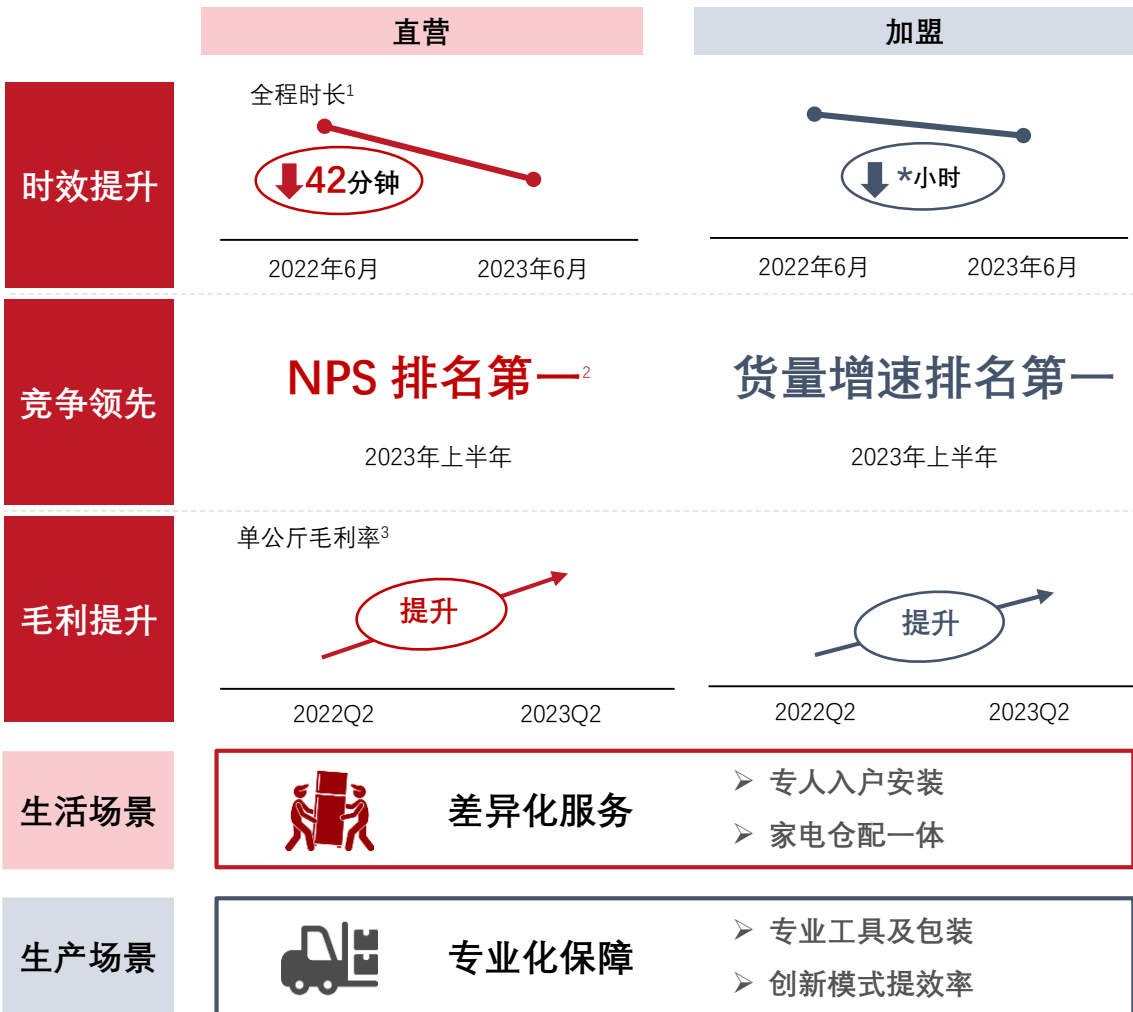 直营
加盟
时效提升
全程时长1
42分钟
2022年6月
2023年6月
*小时
2022年6月
2023年6月
竞争领先
NPS 排名第一2
2023年上半年
货量增速排名第一
2023年上半年
毛利提升
单公斤毛利率3
提升
2022Q2
2023Q2
提升
2022Q2
2023Q2
生活场景
差异化服务
➢ 专人入户安装
➢ 家电仓配一体
生产场景
专业化保障
➢ 专业工具及包装
➢ 创新模式提效率